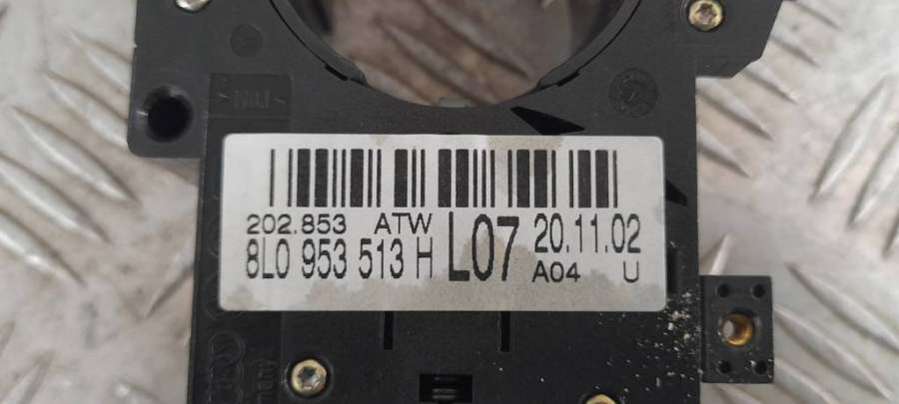 202.853 ATW L07 20.11.02
8L0 953 513 H A04 U